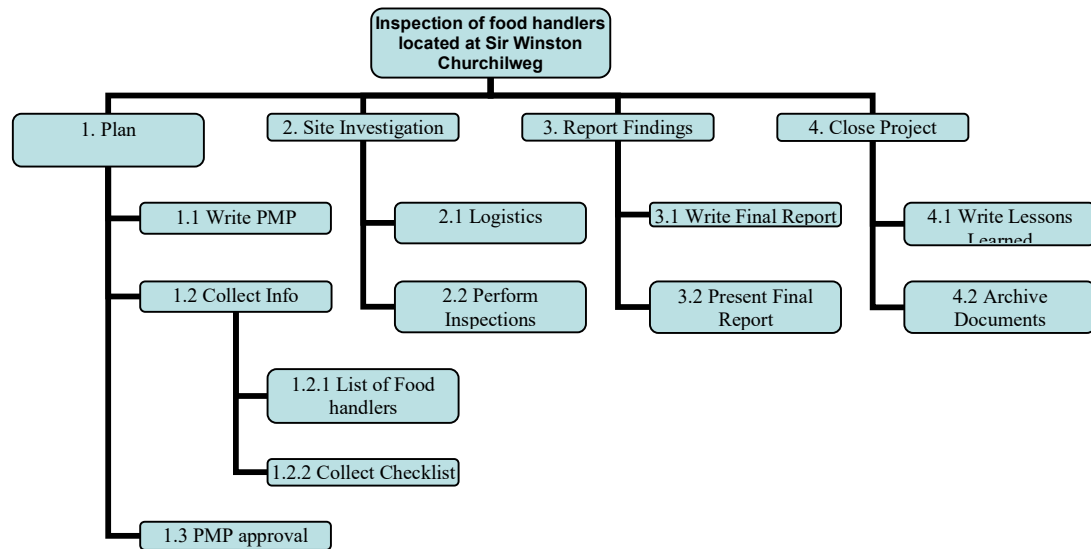 Inspection of food handlers
located at Sir Winston
Churchilweg
1. Plan
2. Site Investigation
3. Report Findings
4. Close Project
1.1 Write PMP
2.1 Logistics
3.1 Write Final Report
4.1 Write Lessons
Learned
1.2 Collect Info
2.2 Perform
Inspections
3.2 Present Final
Report
4.2 Archive
Documents
1.2.1 List of Food
handlers
1.2.2 Collect Checklist
1.3 PMP approval